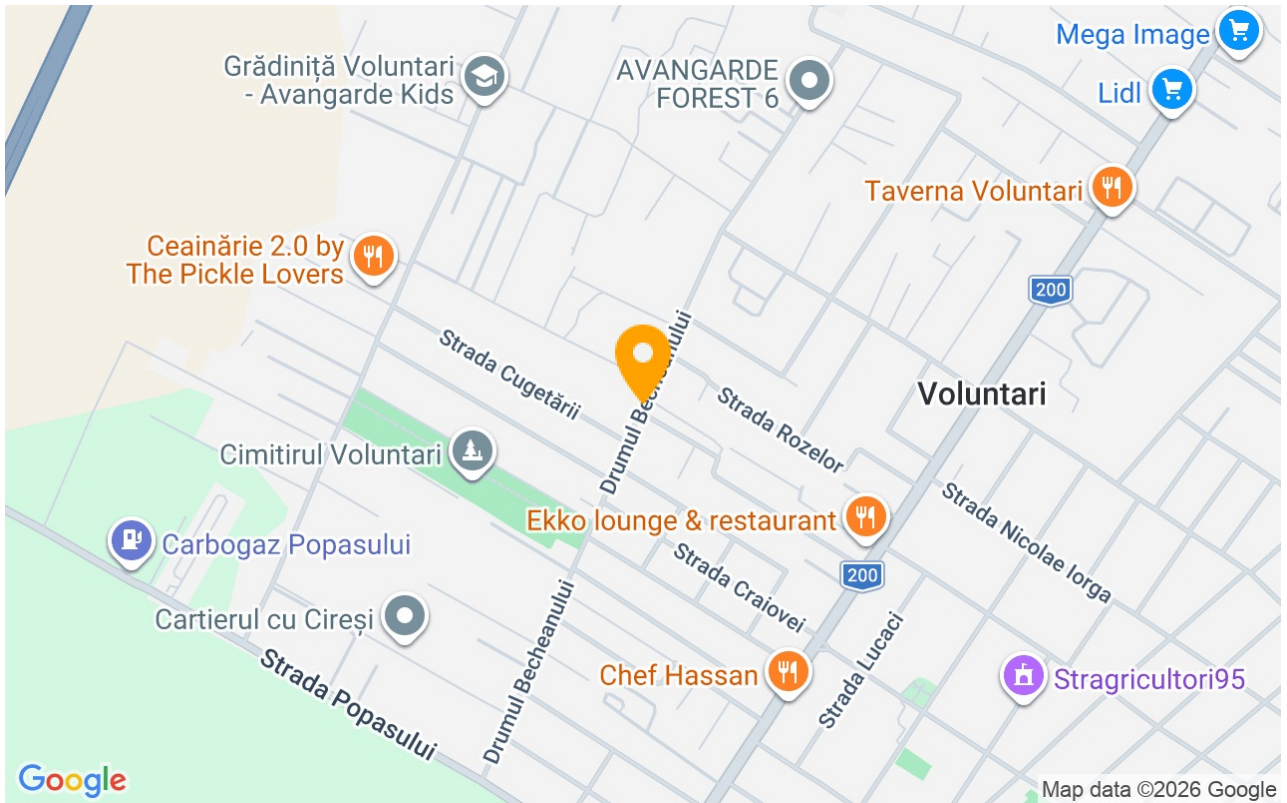 Mega Image
Grădiniță Voluntari
- Avangarde Kids
AVANGARDE
FOREST 6
Lidl
Taverna Voluntari
Ceainărie 2.0 by
The Pickle Lovers
200
Drumul Becheanului
Strada Cugetării
Voluntari
Strada Rozelor
Cimitirul Voluntari
Drumul Becheanului
Strada Nicolae Iorga
Ekko lounge & restaurant
Carbogaz Popasului
200
Strada Craiovei
Cartierul cu Cireși
Strada Lucaci
Chef Hassan
Stragricultori95
Strada Popasului
Google
Map data ©2026 Google